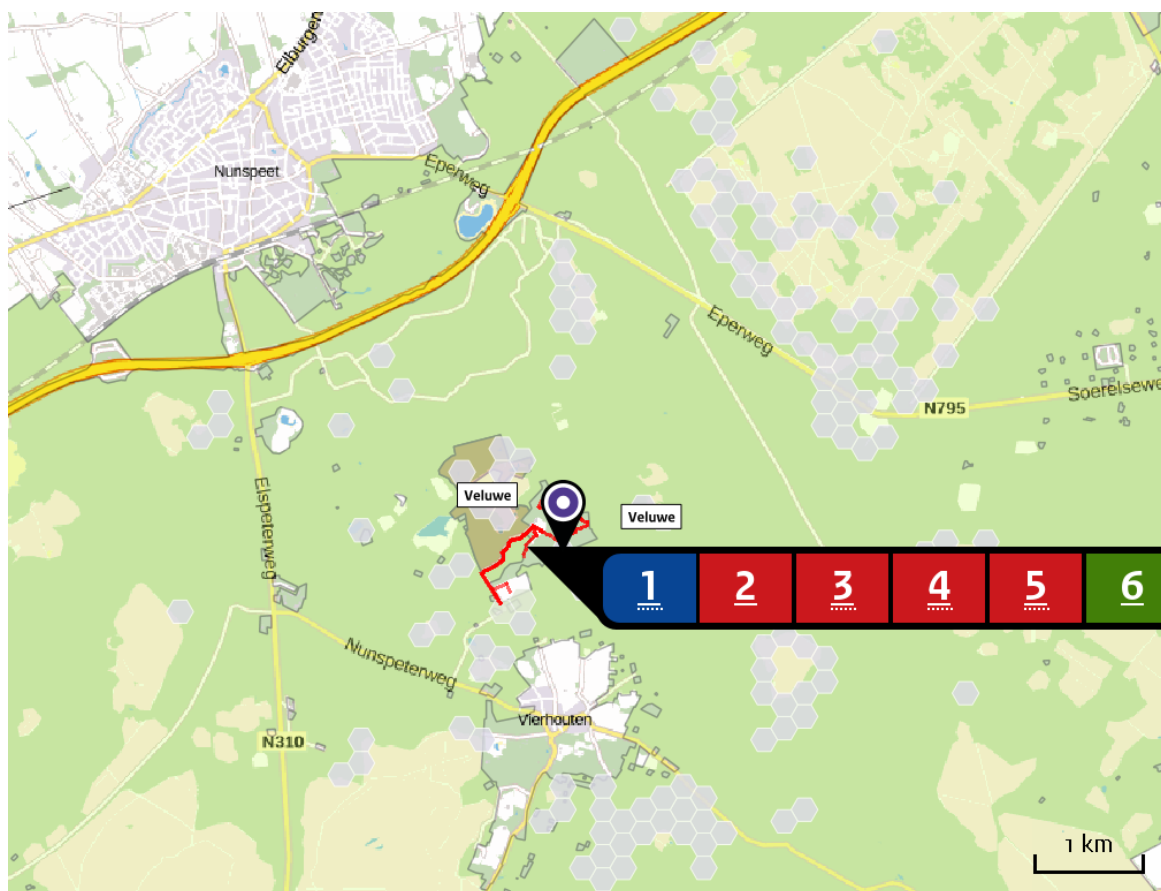 Elburgen
Nunspeet
Eperweg
Eperweg
N795
Soerelsewe
Elspeterweg
Veluwe
Veluwe
1
2
3
4
5
6
Nunspeterweg
Vierhouten
N310
1 km